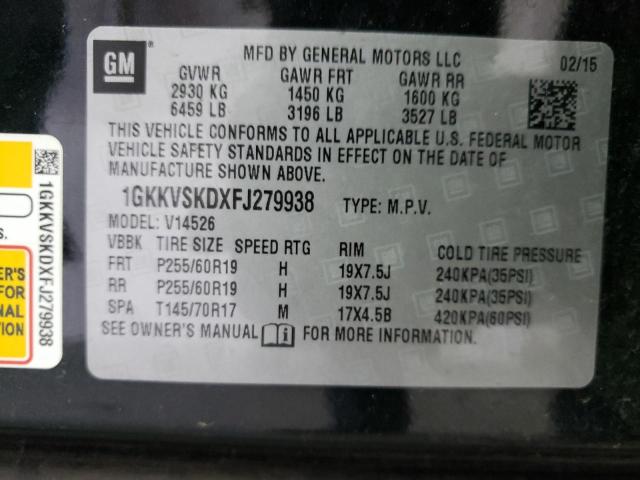 GM
MFD BY GENERAL MOTORS LLC
02/15
GVWR GAWR FRT GAWR RR
2930 KG 1450 KG 1600 KG
6459 LB 3196 LB 3527 LB
THIS VEHICLE CONFORMS TO ALL APPLICABLE U.S. FEDERAL MOTOR
VEHICLE SAFETY STANDARDS IN EFFECT ON THE DATE OF
MANUFACTURE SHOWN ABOVE.
1GKKVSKDXFJ279938 TYPE: M.P.V.
MODEL: V14526
VBBK TIRE SIZE SPEED RTG RIM COLD TIRE PRESSURE
FRT P255/60R19 H 19X7.5J 240KPA(35PSI)
RR P255/60R19 H 19X7.5J 240KPA(35PSI)
SPA T145/70R17 M 17X4.5B 420KPA(60PSI)
SEE OWNER'S MANUAL i FOR MORE INFORMATION.
1GKKVSKDXFJ279938
S.
ER'S
FOR
NAL